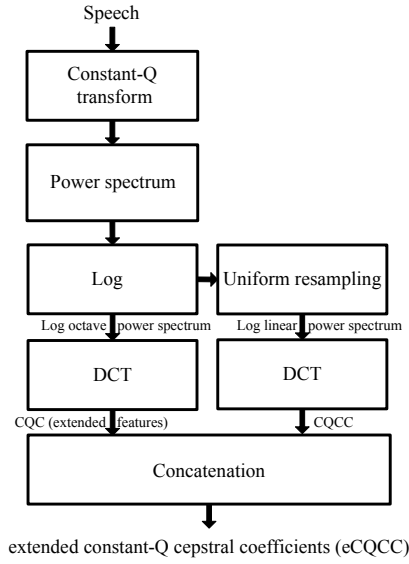 Speech
Constant-Q
transform
Power spectrum
Log
Uniform resampling
Log octave power spectrum
Log linear power spectrum
DCT
DCT
CQC (extended features)
CQCC
Concatenation
extended constant-Q cepstral coefficients (eCQCC)